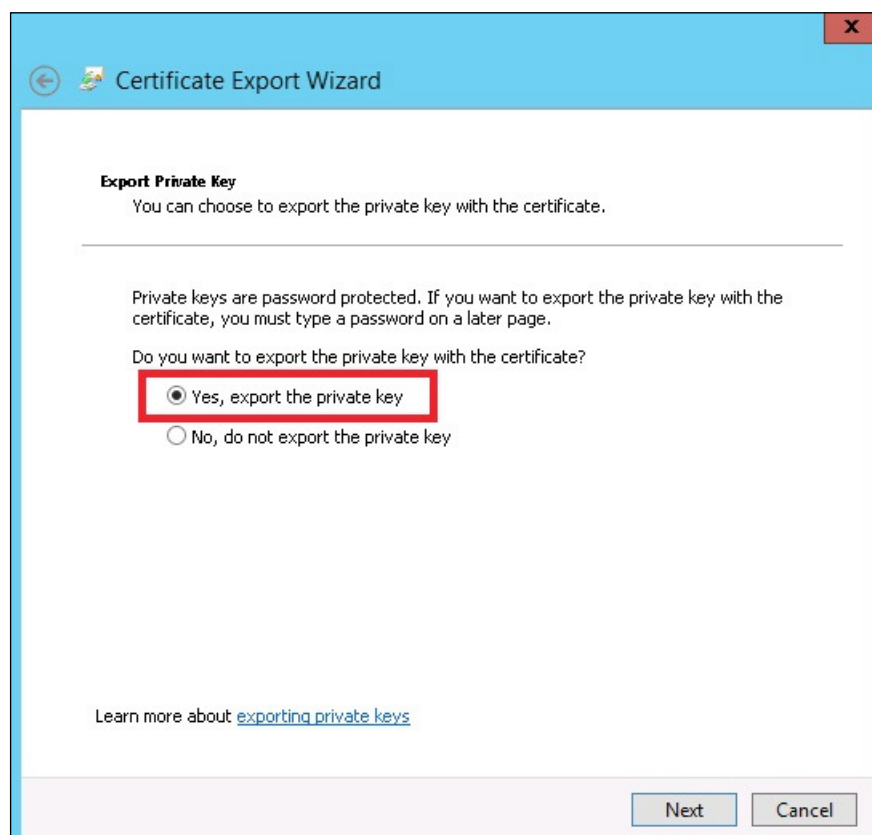 x
Certificate Export Wizard
Export Private Key
You can choose to export the private key with the certificate.
Private keys are password protected. If you want to export the private key with the
certificate, you must type a password on a later page.
Do you want to export the private key with the certificate?
Yes, export the private key
No, do not export the private key
Learn more about exporting private keys
Next Cancel